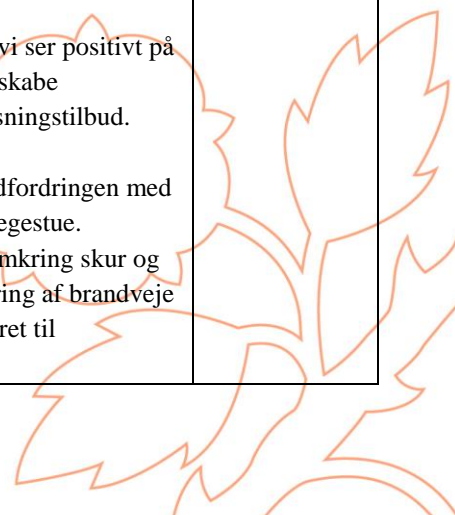 vi ser positivt på
skabe
sningstilbud.
dfordringen med
egestue.
mkring skur og
ring af brandveje
ret til